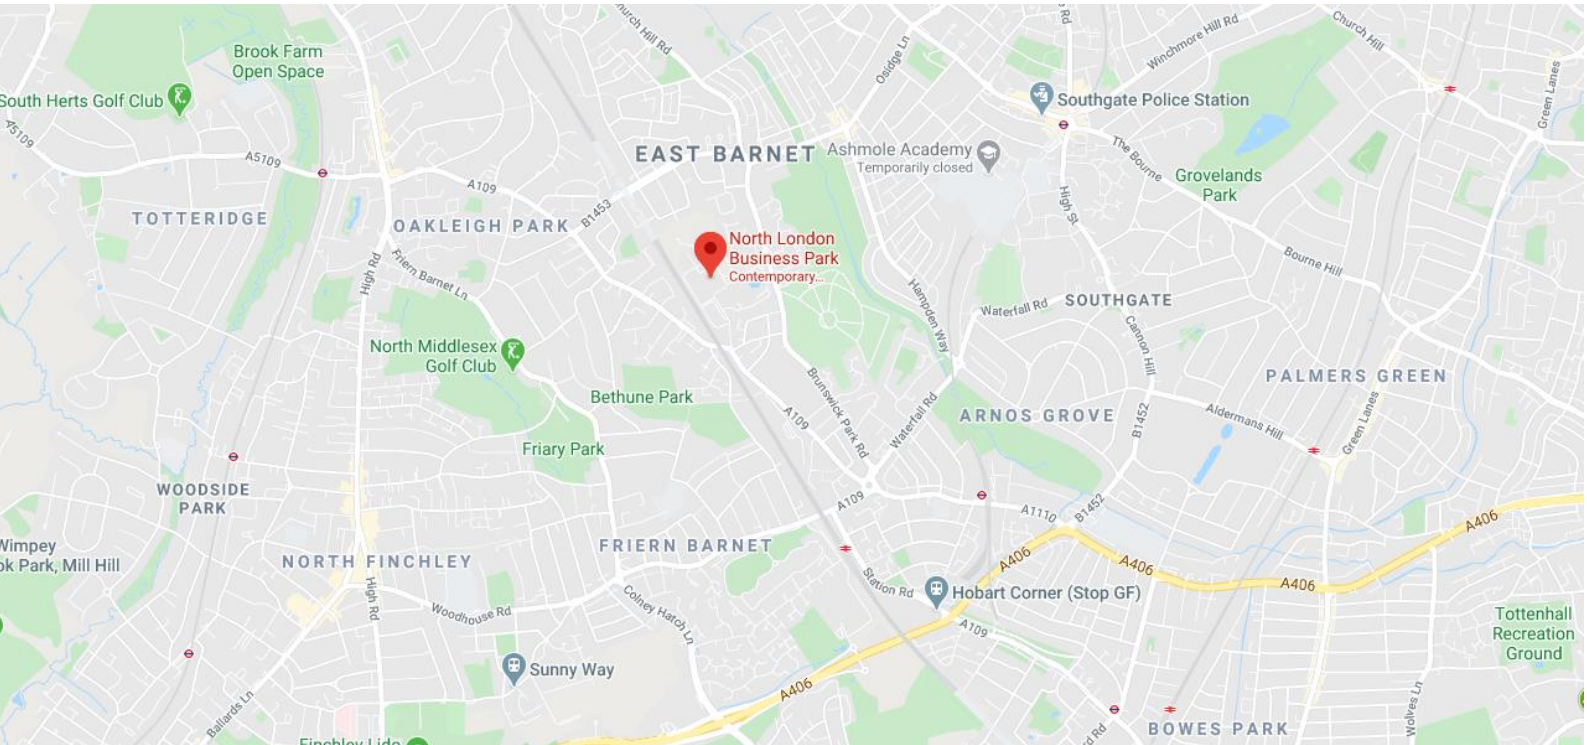 Church Hill
Winchmore Hill Rd
Brook Farm
Open Space
Osidge Ln
Green Lanes
South Herts Golf Club
Southgate Police Station
A5109
A5109
EAST BARNET
Ashmole Academy
Temporarily closed
The Bourne
Grovelands
Park
A109
TOTTERIDGE
OAKLEIGH PARK
B1453
High St
North London
Business Park
Contemporary...
High Rd
Friern Barnet Ln
Bourne Hill
Hampden Way
Waterfall Rd
SOUTHGATE
Cannon Hill
North Middlesex
Golf Club
PALMERS GREEN
Bethune Park
Brunswick Park Rd
A109
Waterfall Rd
ARNOS GROVE
B1452
Aldermans Hill
Green Lanes
Friary Park
WOODSIDE
PARK
A109
A1110
B1452
A406
Wimpey
ok Park, Mill Hill
NORTH FINCHLEY
FRIERN BARNET
A406
A406
A406
Station Rd
Hobart Corner (Stop GF)
High Rd
Woodhouse Rd
Colney Hatch Ln
A109
Tottenhall
Recreation
Ground
Sunny Way
A406
Ballards Ln
Wolves Ln
BOWES PARK
Finchley Lido